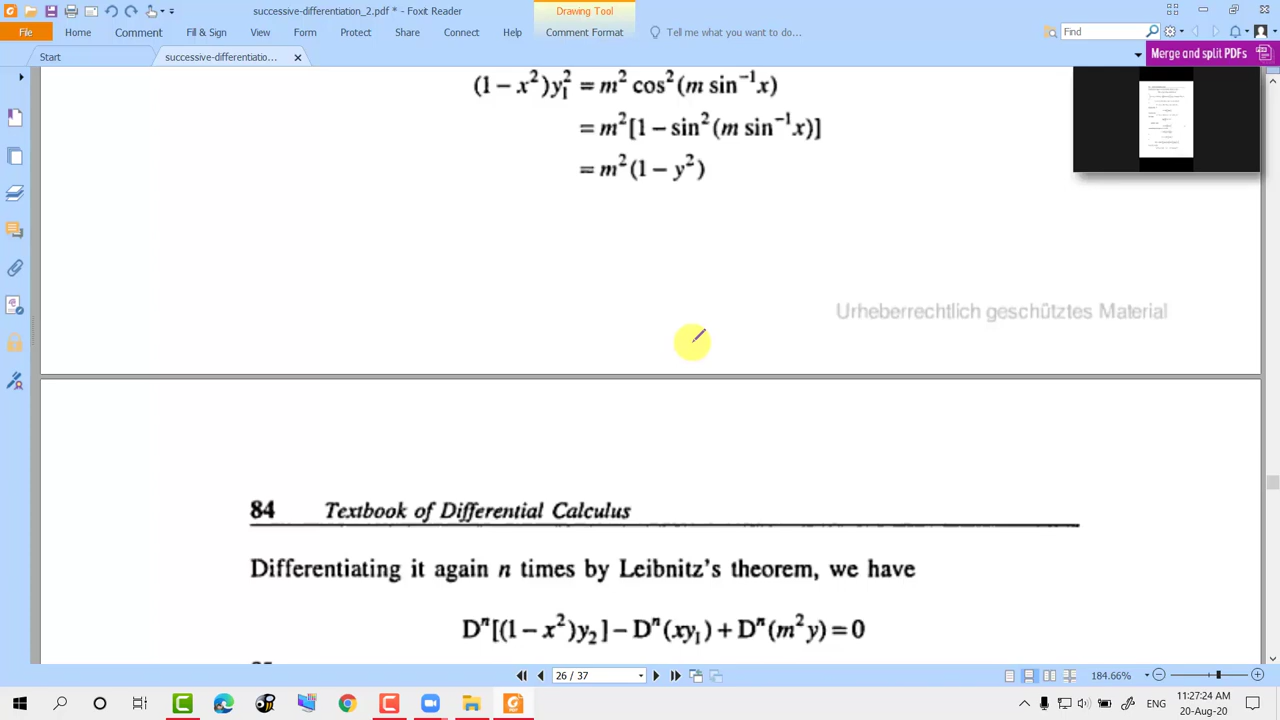 successive-differentiation_2.pdf * - Foxit Reader
Drawing Tool
File Home Comment Fill & Sign View Form Protect Share Connect Help Comment Format Tell me what you want to do... Find
Start successive-differentiatio... Merge and split PDFs
(1 − x²)y₁² = m² cos² (m sin⁻¹x)
= m² [1 − sin² (m sin⁻¹x)]
= m² (1 − y²)
Urheberrechtlich geschütztes Material
84 Textbook of Differential Calculus
Differentiating it again n times by Leibnitz's theorem, we have
Dⁿ[(1 − x²)y₂] − Dⁿ(xy₁) + Dⁿ(m²y) = 0
26 / 37 184.66%
ENG 11:27:24 AM
20-Aug-20